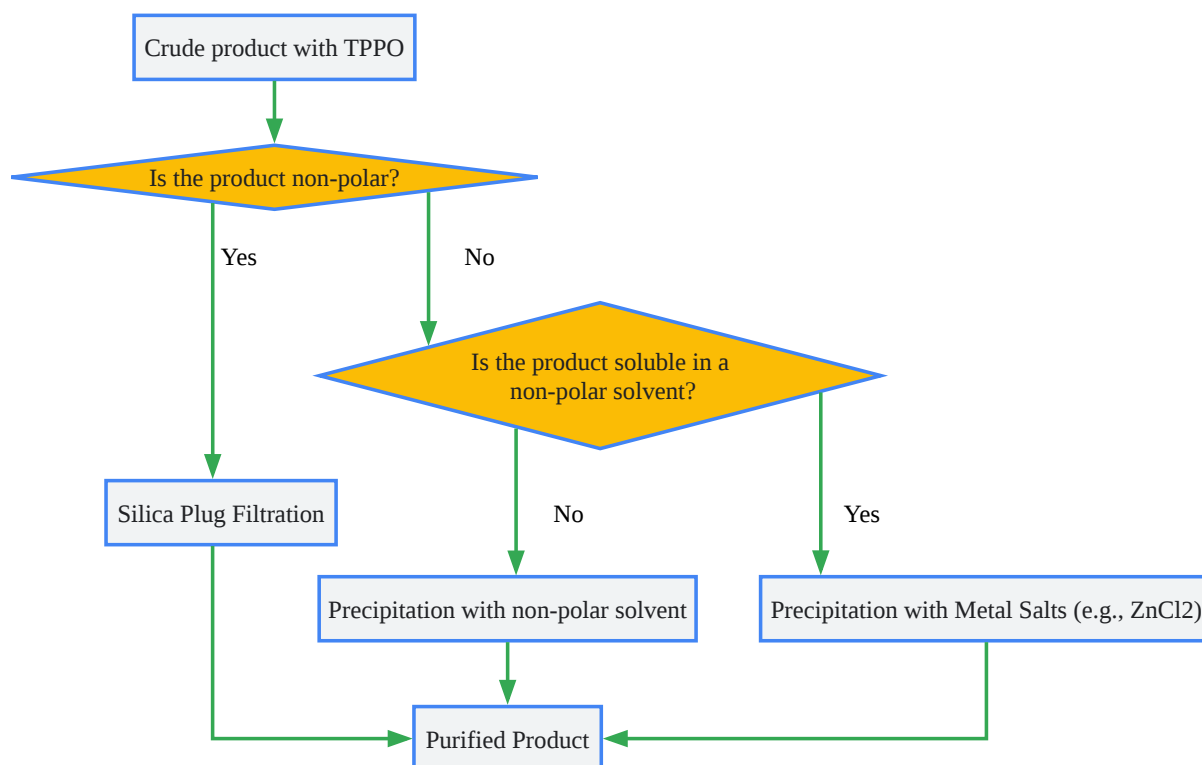 Crude product with TPPO
Is the product non-polar?
Yes
No
Is the product soluble in a
non-polar solvent?
Silica Plug Filtration
No
Yes
Precipitation with non-polar solvent
Precipitation with Metal Salts (e.g., ZnCl2)
Purified Product